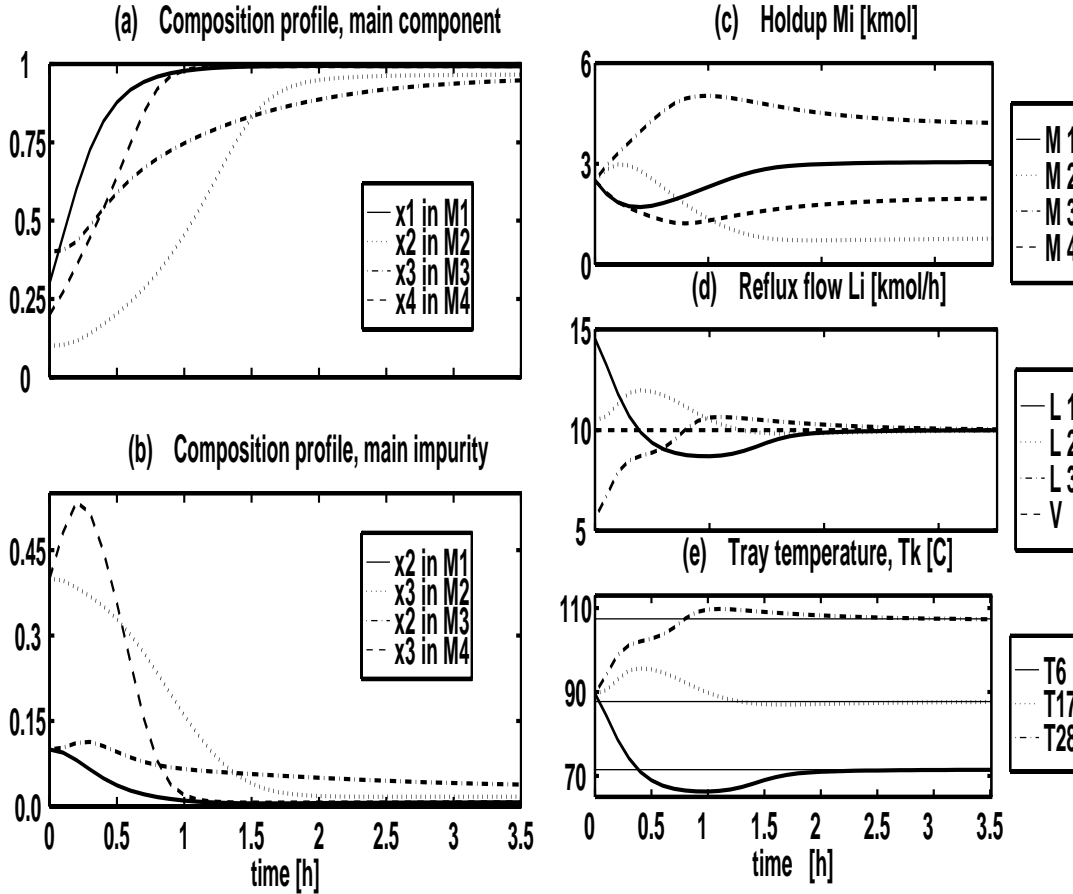 (a) Composition profile, main component
1
0.75
0.5
0.25
0
x1 in M1
x2 in M2
x3 in M3
x4 in M4
(b) Composition profile, main impurity
0.45
0.3
0.15
0.0
x2 in M1
x3 in M2
x2 in M3
x3 in M4
0 0.5 1 1.5 2 2.5 3 3.5
time [h]
(c) Holdup Mi [kmol]
6
3
0
M 1
M 2
M 3
M 4
(d) Reflux flow Li [kmol/h]
15
10
5
L 1
L 2
L 3
V
(e) Tray temperature, Tk [C]
110
90
70
T6
T17
T28
0 0.5 1 1.5 2 2.5 3 3.5
time [h]